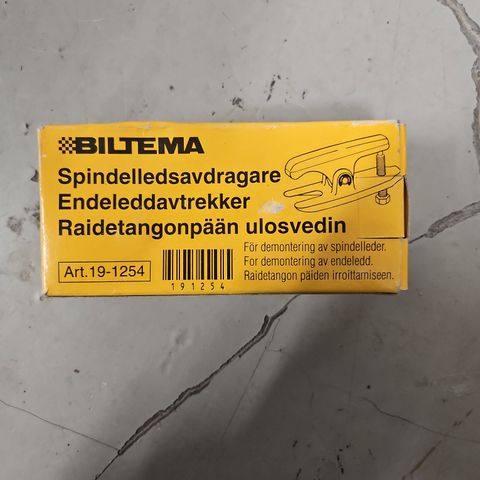 BILTEMA
Spindelledsavdragare
Endeleddavtrekker
Raidetangonpään ulosvedin
För demontering av spindelleder.
For demontering av endeledd.
Raidetangon päiden irroittamiseen.
Art.19-1254
191254